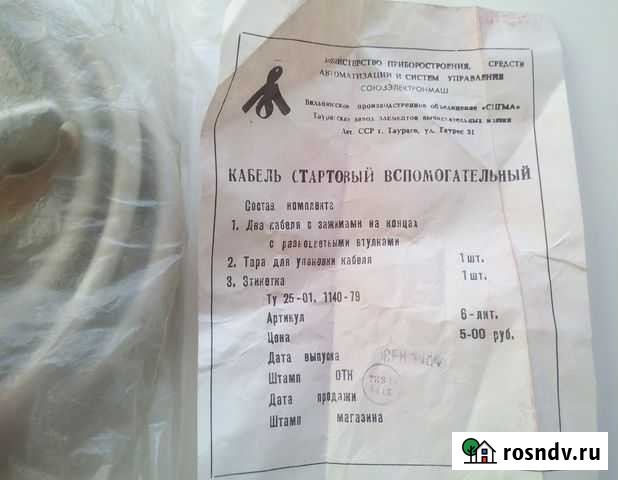 МИНИСТЕРСТВО ПРИБОРОСТРОЕНИЯ, СРЕДСТВ
АВТОМАТИЗАЦИИ И СИСТЕМ УПРАВЛЕНИЯ
СОЮЗЭЛЕКТРОНМАШ
Вильнюсское производственное объединение «СИГМА»
Таурагский завод элементов вычислительных машин
Лит. ССР г. Таураге, ул. Гаурес 31
КАБЕЛЬ СТАРТОВЫЙ ВСПОМОГАТЕЛЬНЫЙ
Состав комплекта
1. Два кабеля с зажимами на концах
с разноцветными втулками
2. Тара для упаковки кабеля 1 шт.
3. Этикетка 1 шт.
Ту 25-01. 1140-79
Артикул 6-лит.
Цена 5-00 руб.
Дата выпуска
Штамп ОТК
Дата продажи
Штамп магазина
rosndv.ru